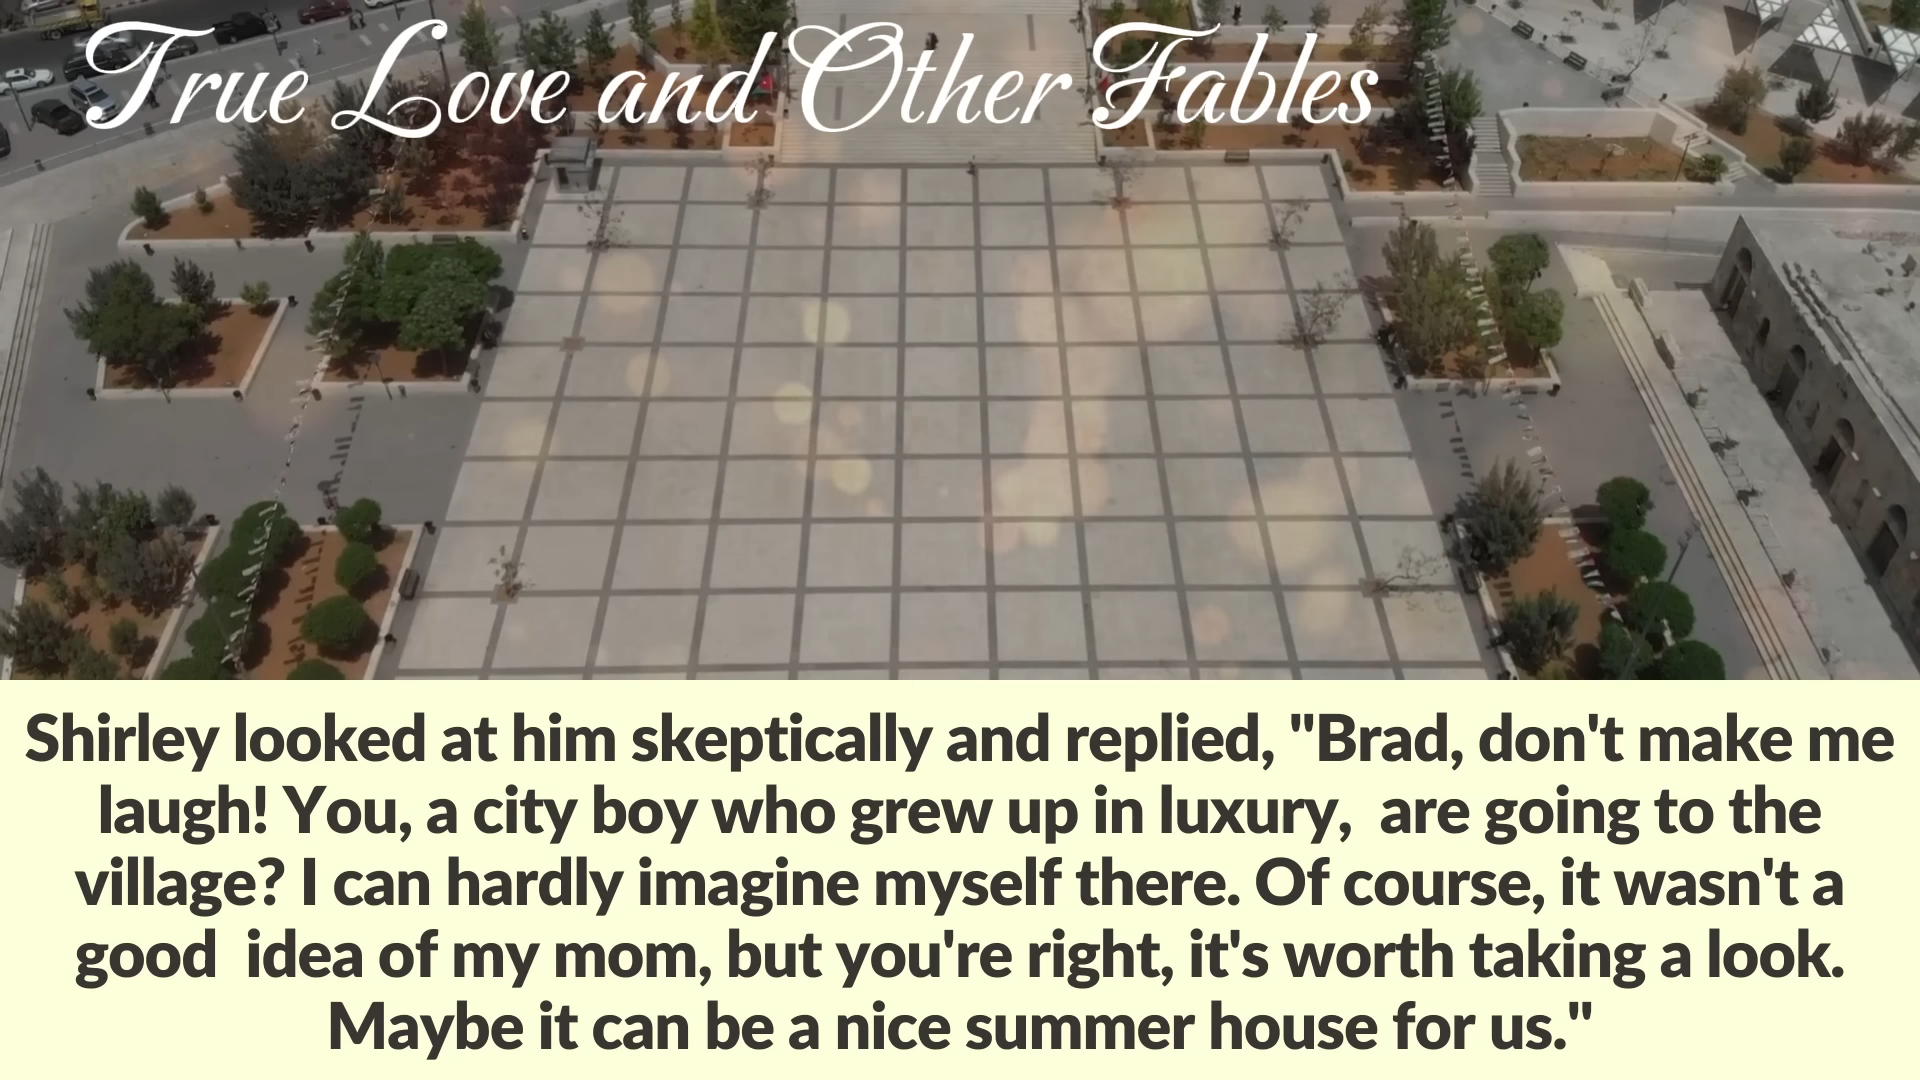 True Love and Other Fables
Shirley looked at him skeptically and replied, "Brad, don't make me
laugh! You, a city boy who grew up in luxury,  are going to the
village? I can hardly imagine myself there. Of course, it wasn't a
good  idea of my mom, but you're right, it's worth taking a look.
Maybe it can be a nice summer house for us."